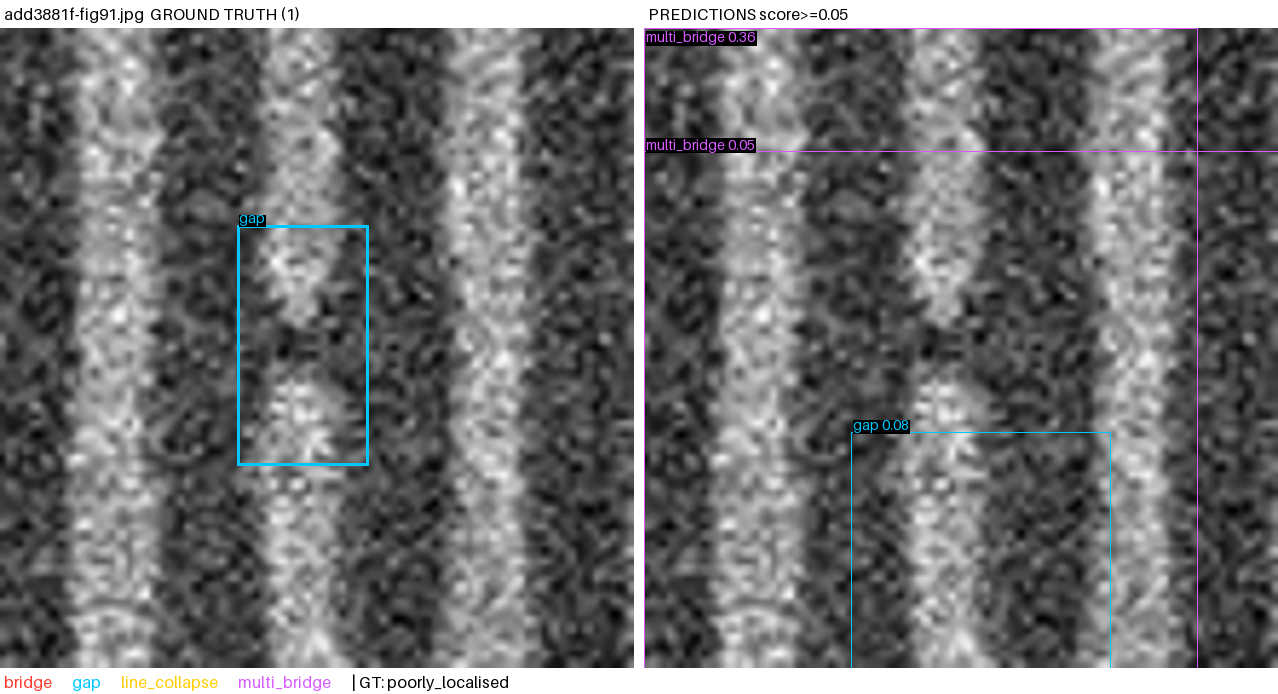 add3881f-fig91.jpg GROUND TRUTH (1)
PREDICTIONS score>=0.05
multi_bridge 0.36
multi_bridge 0.05
gap
gap 0.08
bridge gap line_collapse multi_bridge | GT: poorly_localised